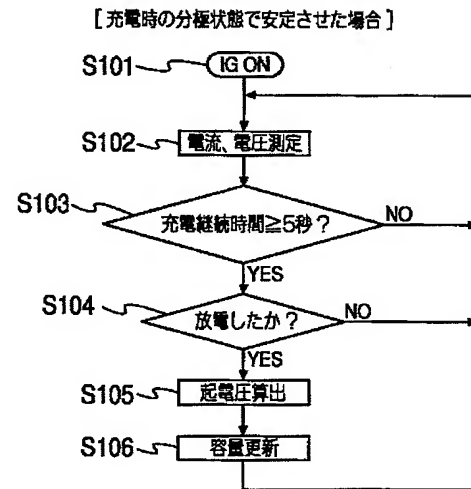 [充電時の分極状態で安定させた場合]
S101 IG ON
S102 電流、電圧測定
S103 充電継続時間≧5秒? NO
YES
S104 放電したか? NO
YES
S105 起電圧算出
S106 容量更新